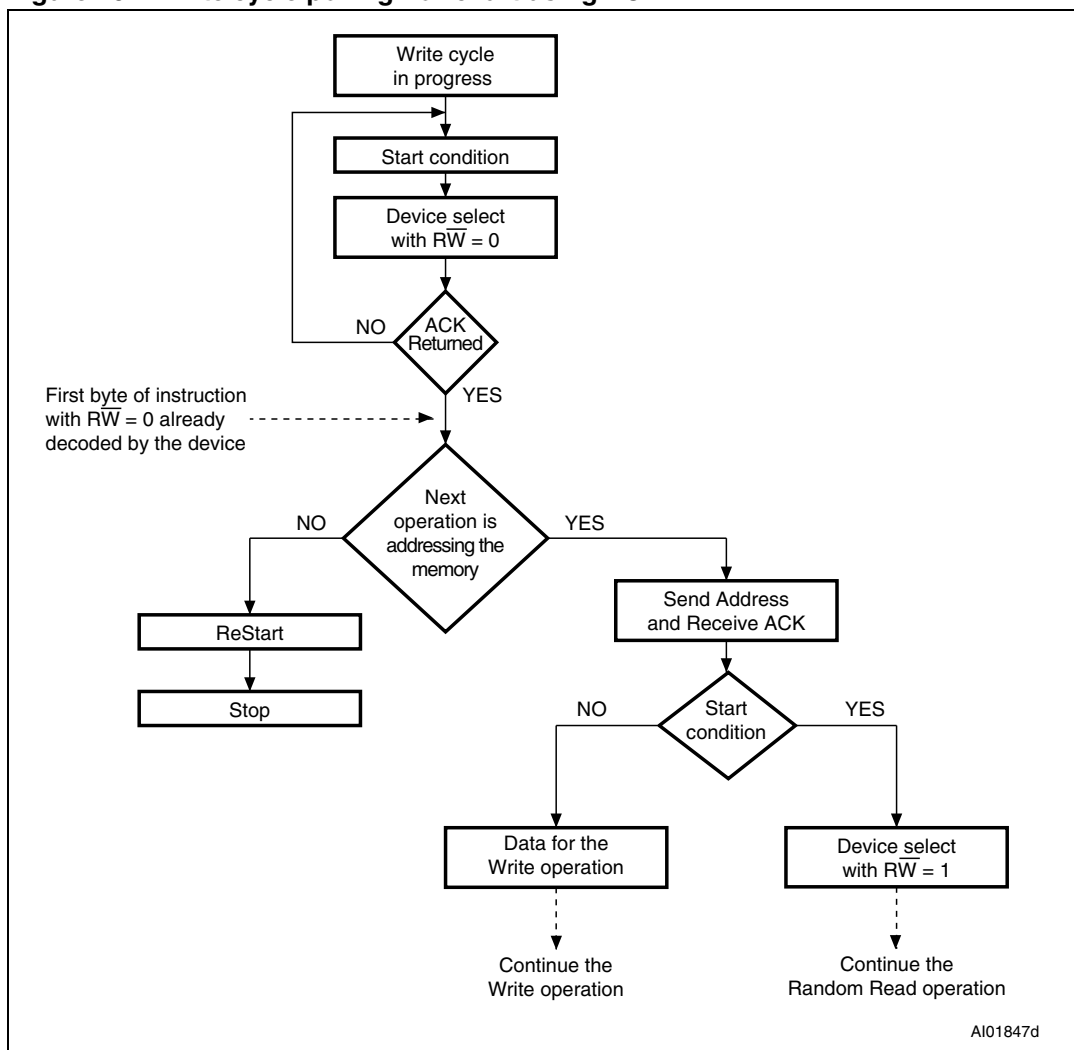 Write cycle
in progress
Start condition
Device select
with RW̅ = 0
ACK
Returned
NO
YES
First byte of instruction
with RW̅ = 0 already
decoded by the device
Next
operation is
addressing the
memory
NO
YES
ReStart
Stop
Send Address
and Receive ACK
Start
condition
NO
YES
Data for the
Write operation
Device select
with RW̅ = 1
Continue the
Write operation
Continue the
Random Read operation
AI01847d